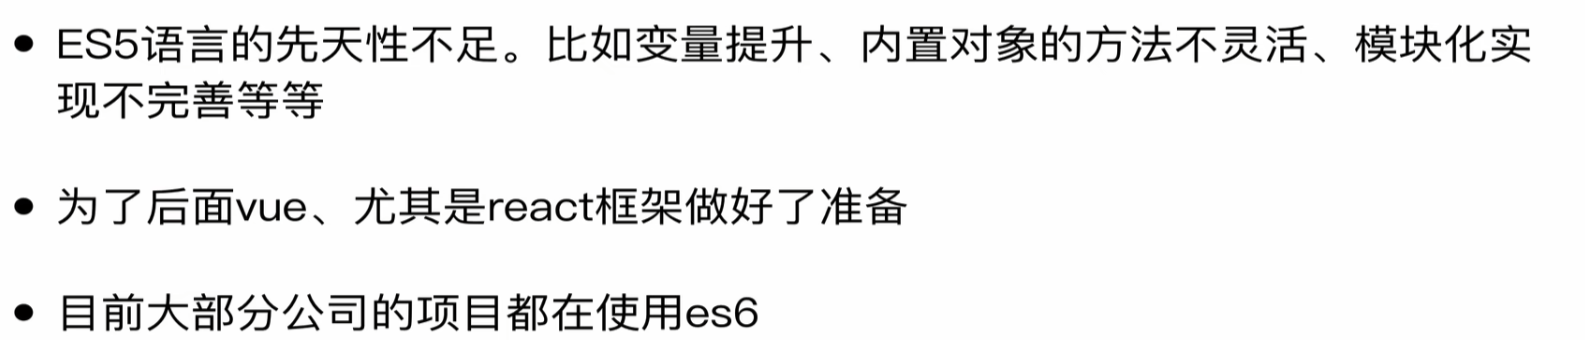 • ES5语言的先天性不足。比如变量提升、内置对象的方法不灵活、模块化实
现不完善等等
• 为了后面vue、尤其是react框架做好了准备
• 目前大部分公司的项目都在使用es6